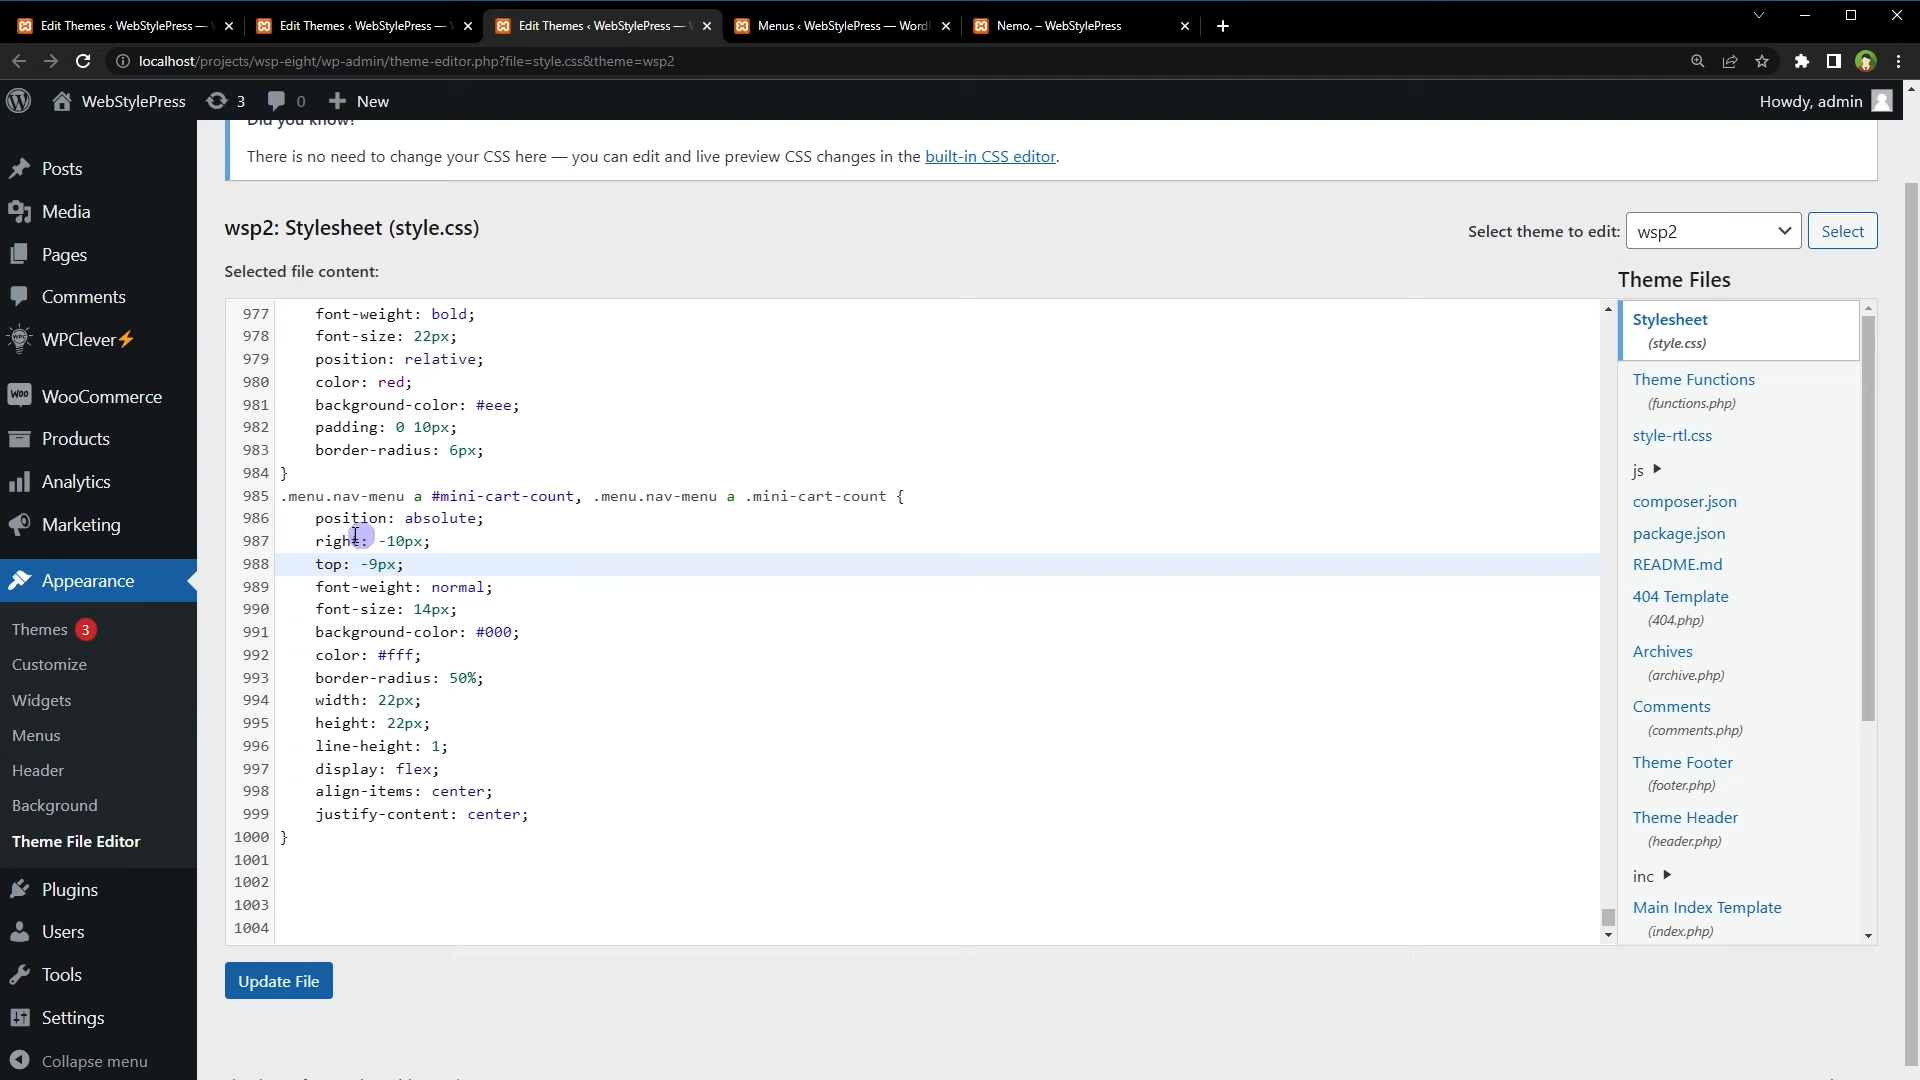 Edit Themes ‹ WebStylePress —
Edit Themes ‹ WebStylePress —
Edit Themes ‹ WebStylePress —
Menus ‹ WebStylePress — Word
Nemo. – WebStylePress
localhost/projects/wsp-eight/wp-admin/theme-editor.php?file=style.css&theme=wsp2
WebStylePress
3
0
New
Howdy, admin
Posts
Media
Pages
Comments
WPClever⚡
Woo
WooCommerce
Products
Analytics
Marketing
Appearance
Themes 3
Customize
Widgets
Menus
Header
Background
Theme File Editor
Plugins
Users
Tools
Settings
Collapse menu
Did you know?
There is no need to change your CSS here — you can edit and live preview CSS changes in the built-in CSS editor.
wsp2: Stylesheet (style.css)
Select theme to edit: wsp2 Select
Selected file content:
977 font-weight: bold;
978 font-size: 22px;
979 position: relative;
980 color: red;
981 background-color: #eee;
982 padding: 0 10px;
983 border-radius: 6px;
984 }
985 .menu.nav-menu a #mini-cart-count, .menu.nav-menu a .mini-cart-count {
986 position: absolute;
987 right: -10px;
988 top: -9px;
989 font-weight: normal;
990 font-size: 14px;
991 background-color: #000;
992 color: #fff;
993 border-radius: 50%;
994 width: 22px;
995 height: 22px;
996 line-height: 1;
997 display: flex;
998 align-items: center;
999 justify-content: center;
1000 }
1001
1002
1003
1004
Theme Files
Stylesheet
(style.css)
Theme Functions
(functions.php)
style-rtl.css
js
composer.json
package.json
README.md
404 Template
(404.php)
Archives
(archive.php)
Comments
(comments.php)
Theme Footer
(footer.php)
Theme Header
(header.php)
inc
Main Index Template
(index.php)
Update File